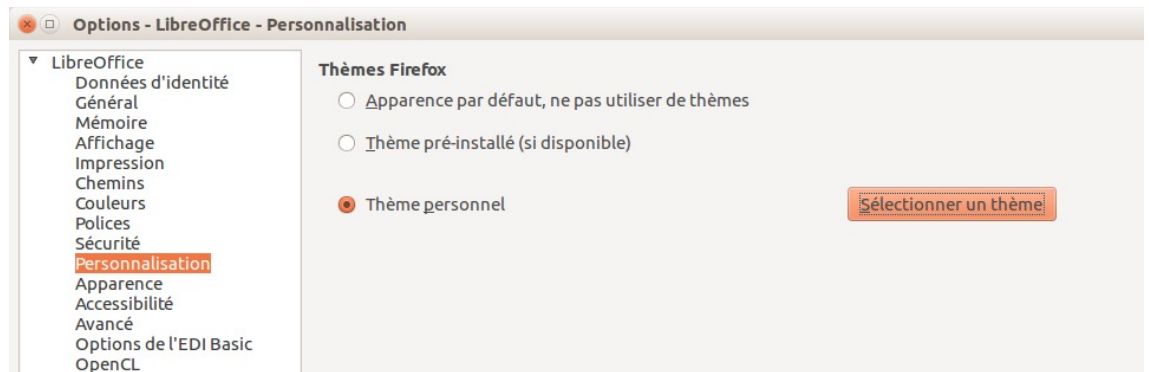 Options - LibreOffice - Personnalisation
LibreOffice
Données d'identité
Général
Mémoire
Affichage
Impression
Chemins
Couleurs
Polices
Sécurité
Personnalisation
Apparence
Accessibilité
Avancé
Options de l'EDI Basic
OpenCL
Thèmes Firefox
Apparence par défaut, ne pas utiliser de thèmes
Thème pré-installé (si disponible)
Thème personnel
Sélectionner un thème